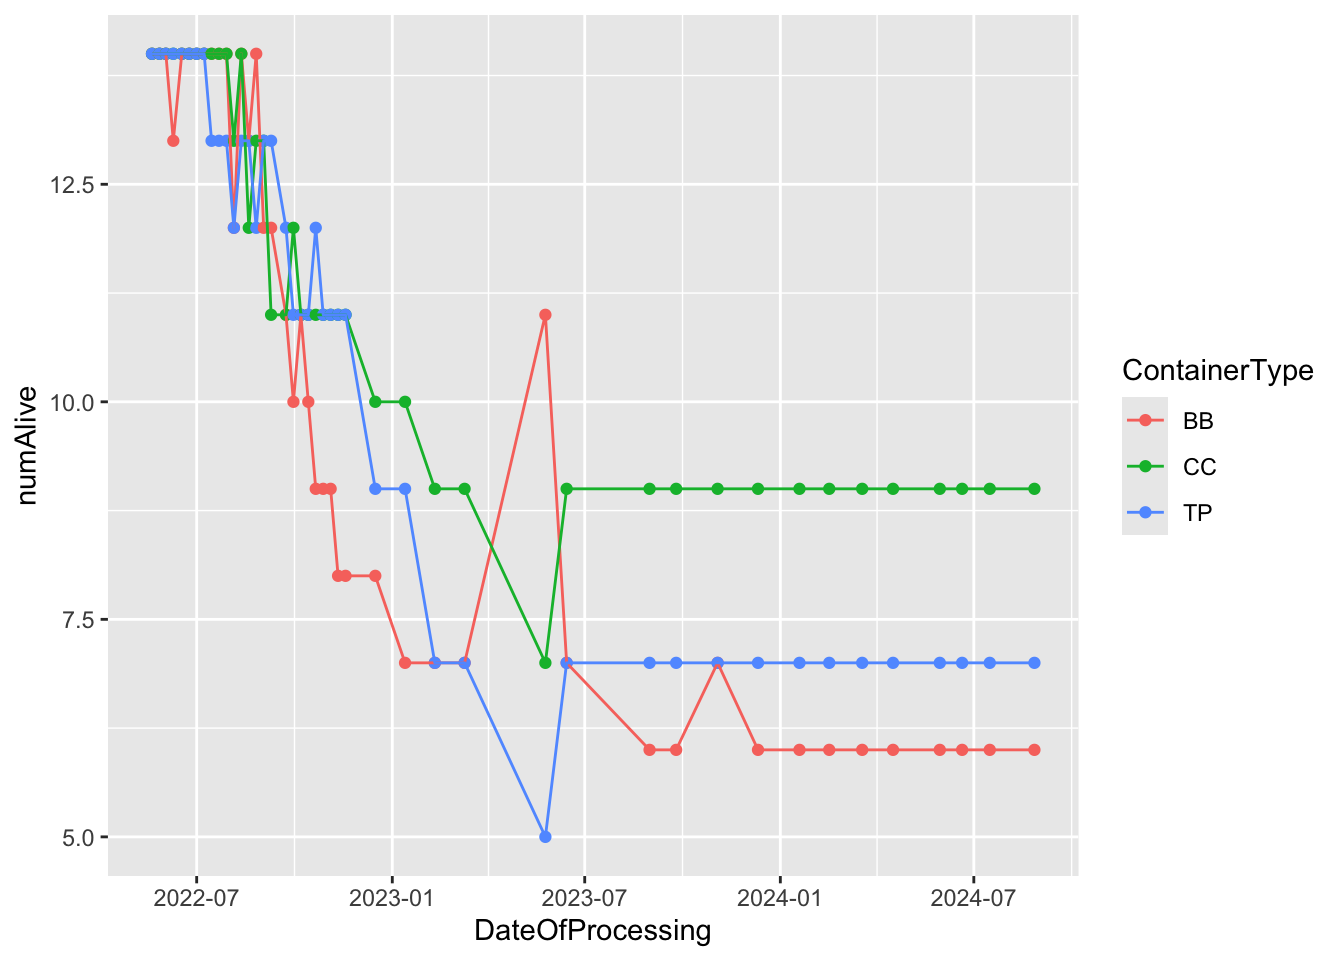 12.5
10.0
7.5
5.0
numAlive
2022-07 2023-01 2023-07 2024-01 2024-07
DateOfProcessing
ContainerType
BB
CC
TP